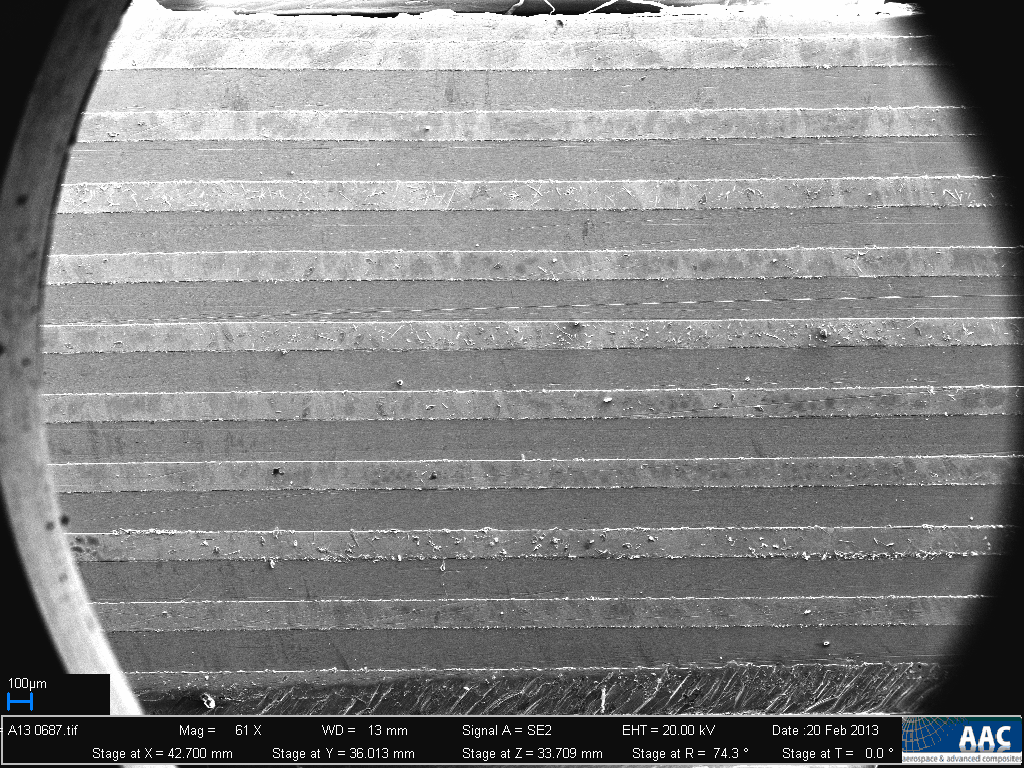 100µm
A13 0687.tif Mag = 61 X WD = 13 mm Signal A = SE2 EHT = 20.00 kV Date :20 Feb 2013
Stage at X = 42.700 mm Stage at Y = 36.013 mm Stage at Z = 33.709 mm Stage at R = 74.3 ° Stage at T = 0.0 °
AAC
aerospace & advanced composites